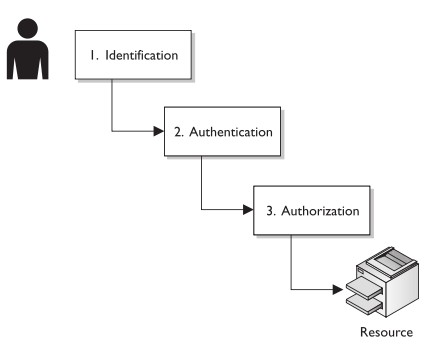 1. Identification
2. Authentication
3. Authorization
Resource